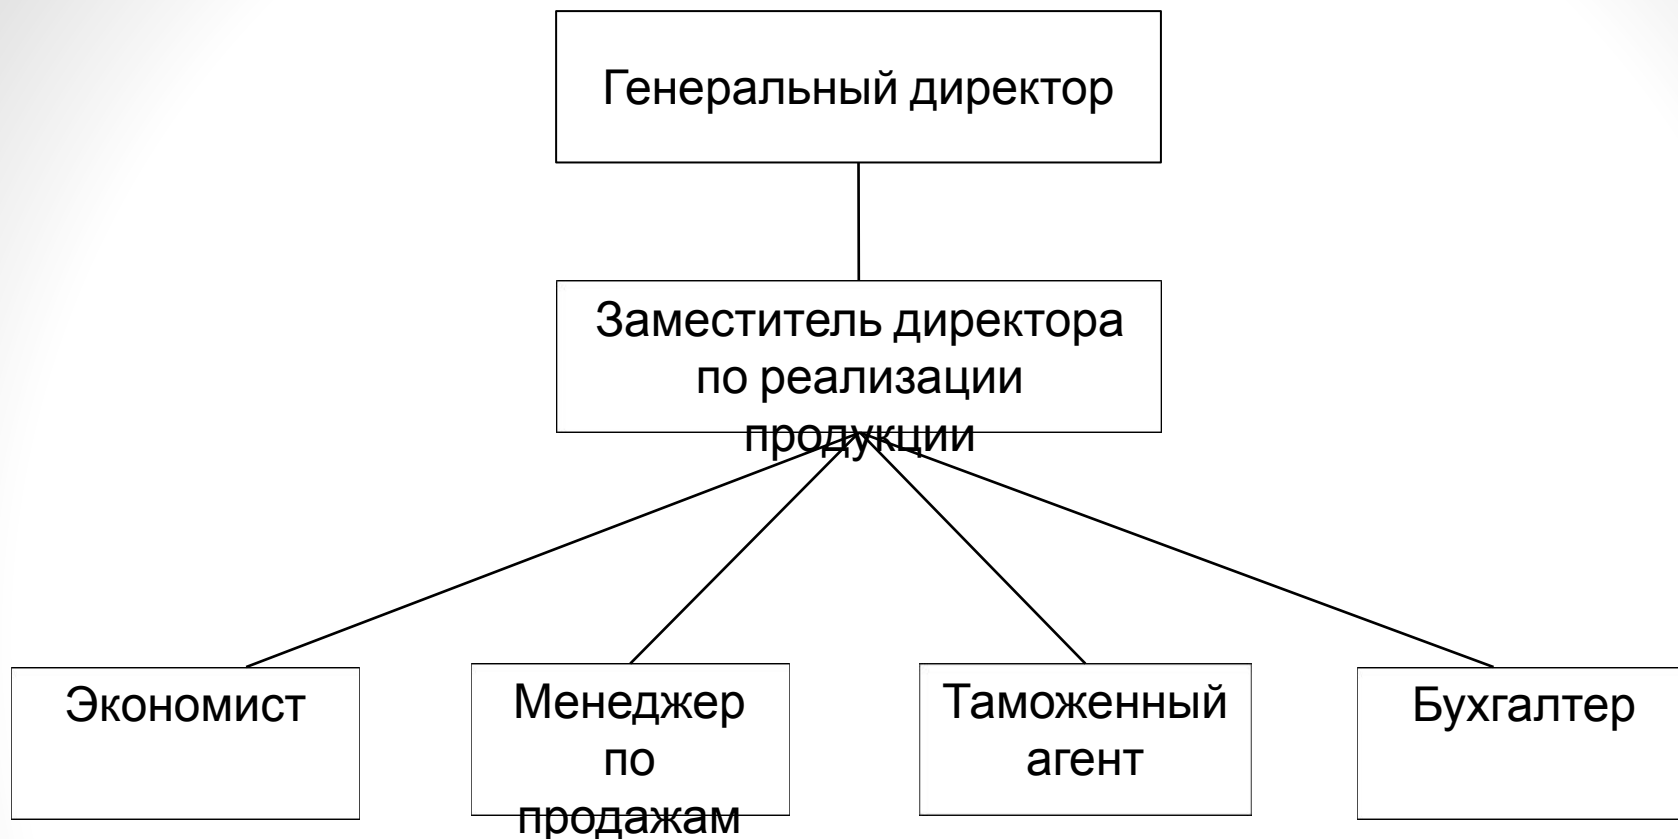 Генеральный директор
Заместитель директора
по реализации
продукции
Экономист
Менеджер
по
продажам
Таможенный
агент
Бухгалтер